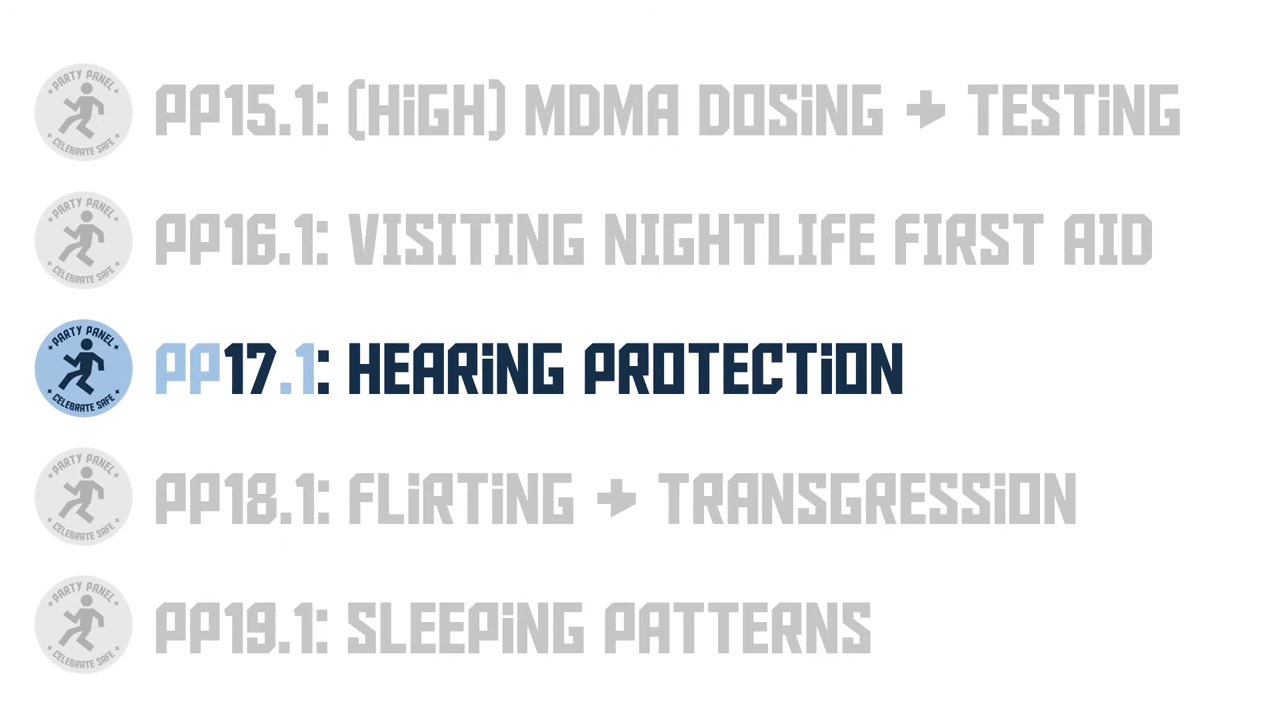 PARTY PANEL
CELEBRATE SAFE
PP15.1: (HiGH) MDMA DOSiNG + TESTiNG
PARTY PANEL
CELEBRATE SAFE
PP16.1: VISITING NIGHTLIFE FIRST AID
PARTY PANEL
CELEBRATE SAFE
PP17.1: HEARiNG PROTECTiON
PARTY PANEL
CELEBRATE SAFE
PP18.1: FLiRTiNG + TRANSGRESSiON
PARTY PANEL
CELEBRATE SAFE
PP19.1: SLEEPiNG PATTERNS